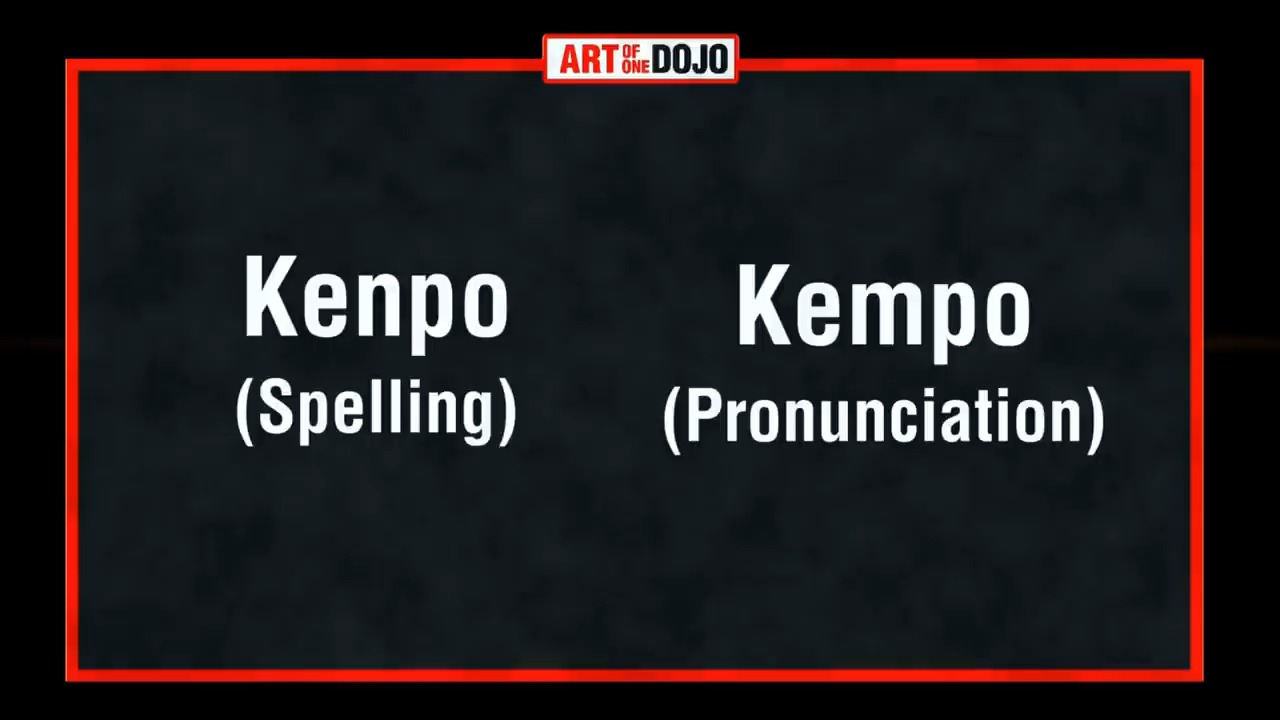 ART OF ONE DOJO
Kenpo
(Spelling)
Kempo
(Pronunciation)